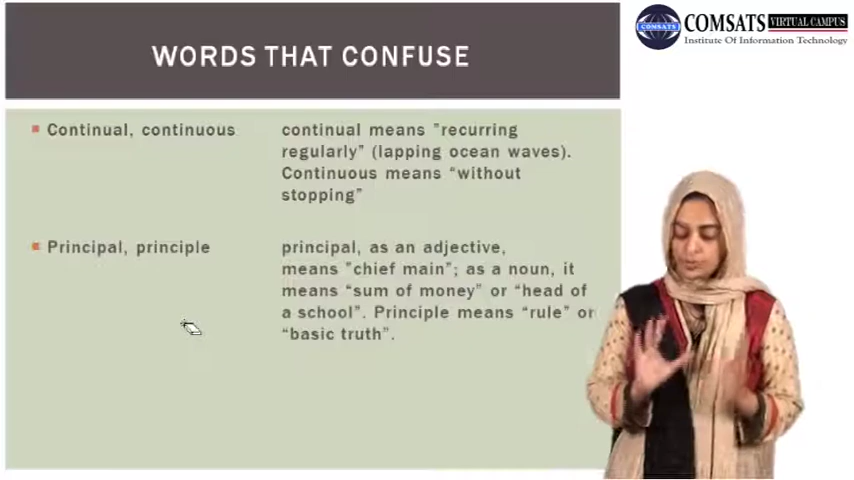 WORDS THAT CONFUSE
COMSATS VIRTUAL CAMPUS
Institute Of Information Technology
Continual, continuous
continual means "recurring
regularly" (lapping ocean waves).
Continuous means “without
stopping”
Principal, principle
principal, as an adjective,
means "chief main"; as a noun, it
means “sum of money” or “head of
a school”. Principle means “rule” or
“basic truth”.